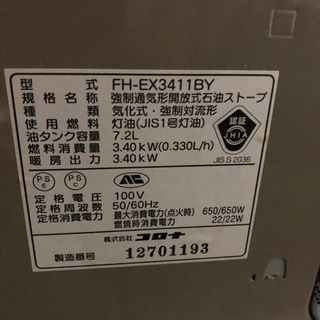 型式 FH-EX3411BY
規格 強制通気形開放式石油ストーブ
種類 気化式・強制対流形
使用燃料 灯油(JIS1号灯油)
油タンク容量 7.2L
燃料消費量 3.40kW(0.330L/h)
暖房出力 3.40kW
認証
JHIA
JIS S 2036
PS
E
PS
C
定格電圧 100V
定格周波数 50/60Hz
定格消費電力 最大消費電力(点火時) 650/650W
燃焼時消費電力 22/22W
株式会社コロナ
製造番号 12701193